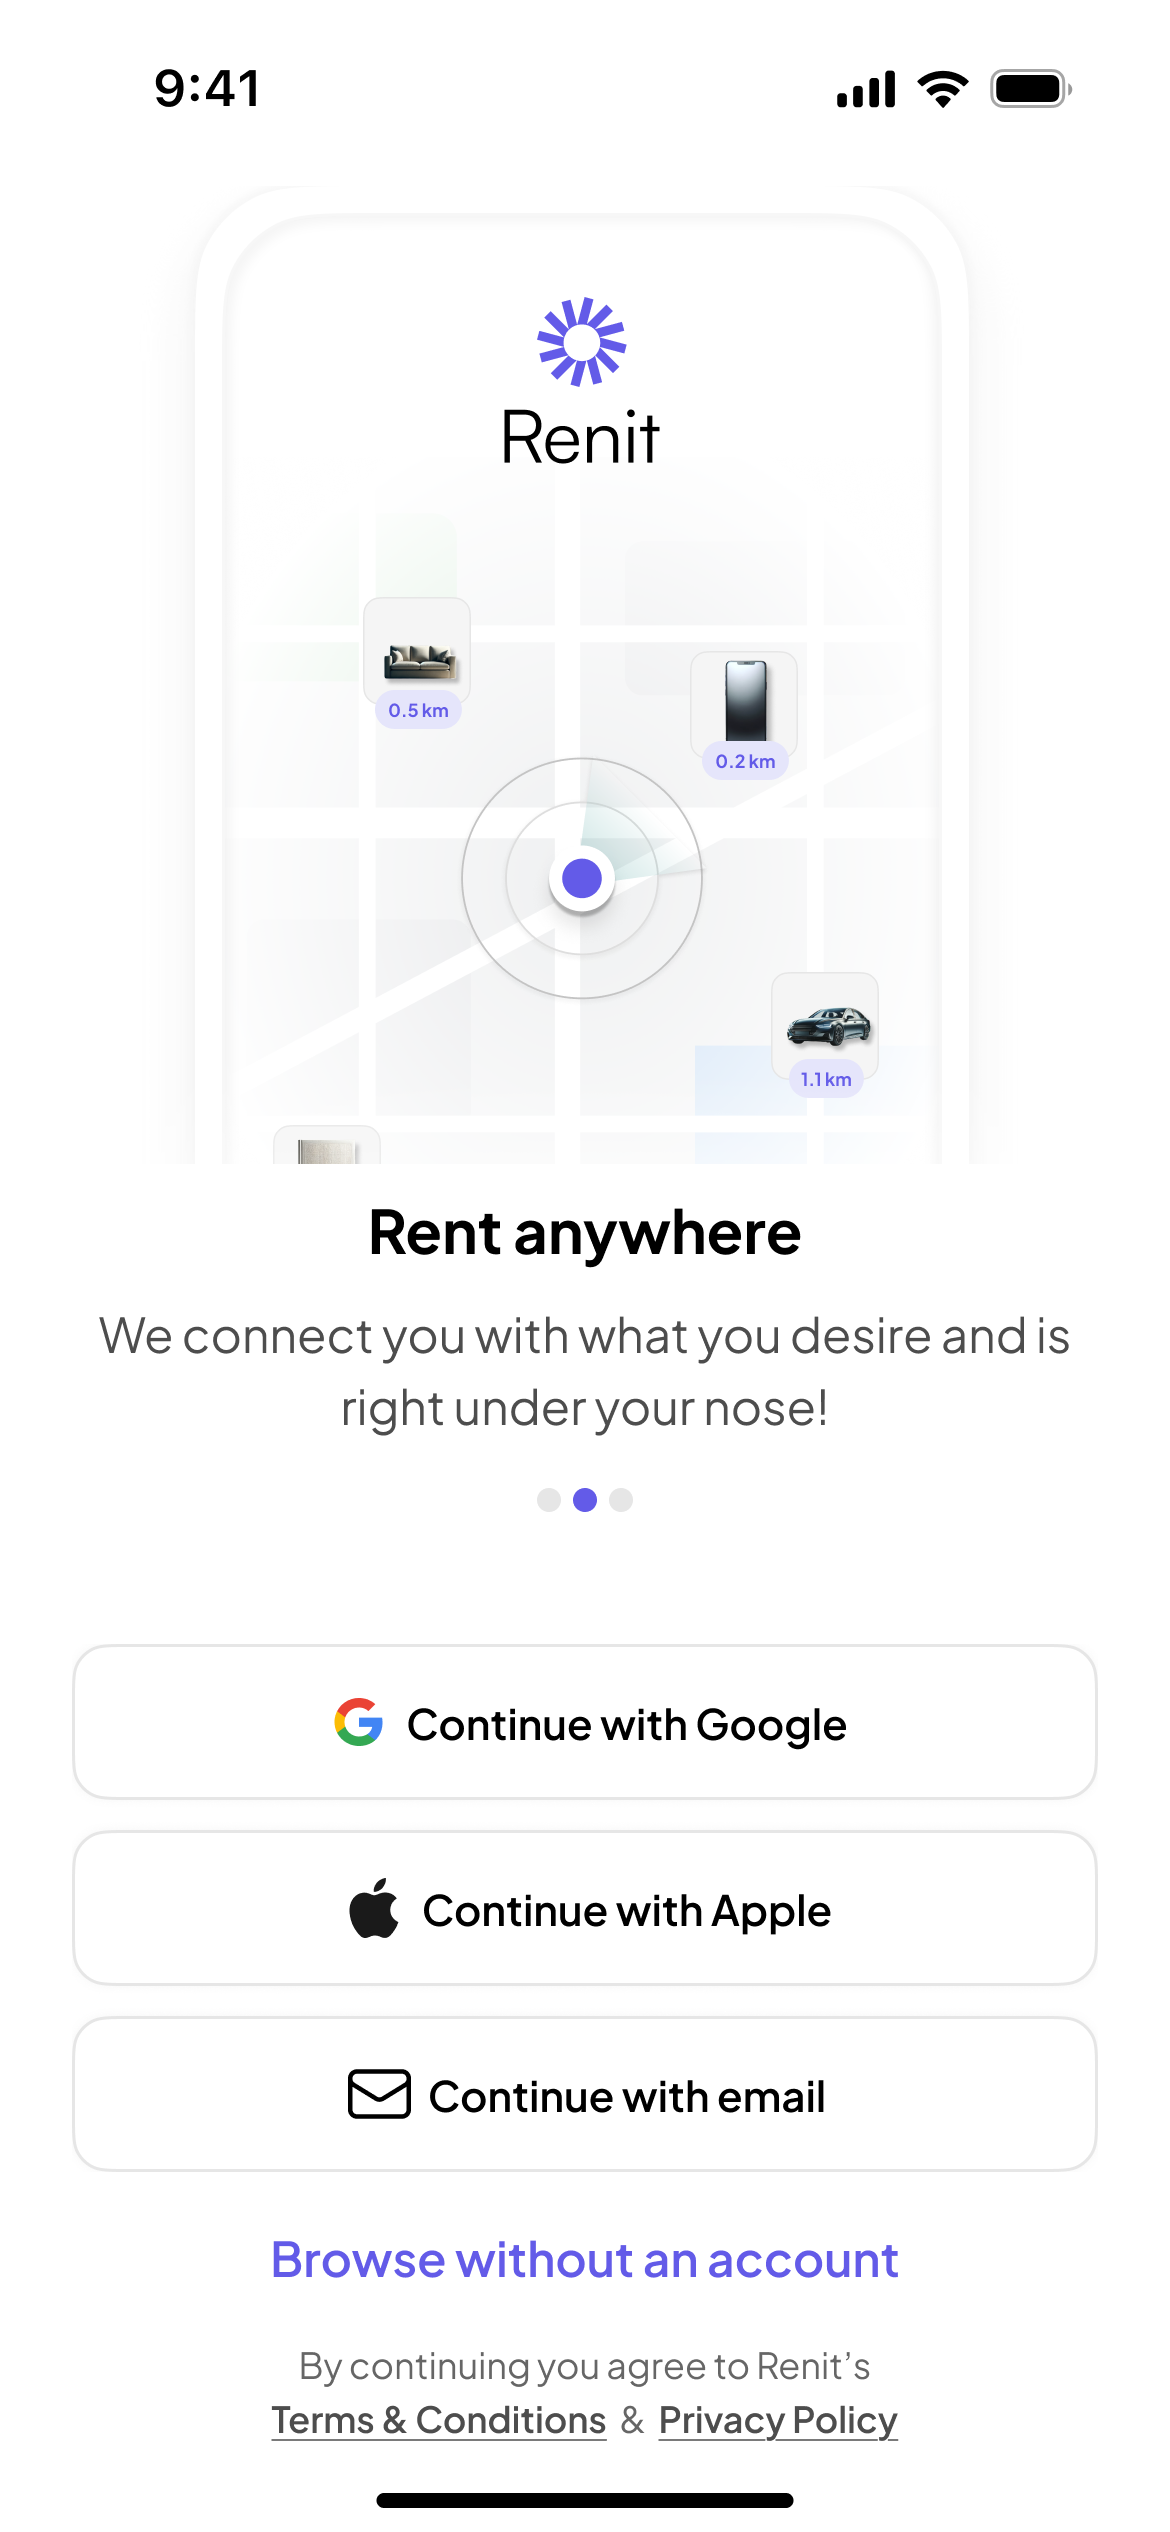 9:41
Renit
0.5 km
0.2 km
1.1 km
Rent anywhere
We connect you with what you desire and is
right under your nose!
Continue with Google
Continue with Apple
Continue with email
Browse without an account
By continuing you agree to Renit’s
Terms & Conditions & Privacy Policy